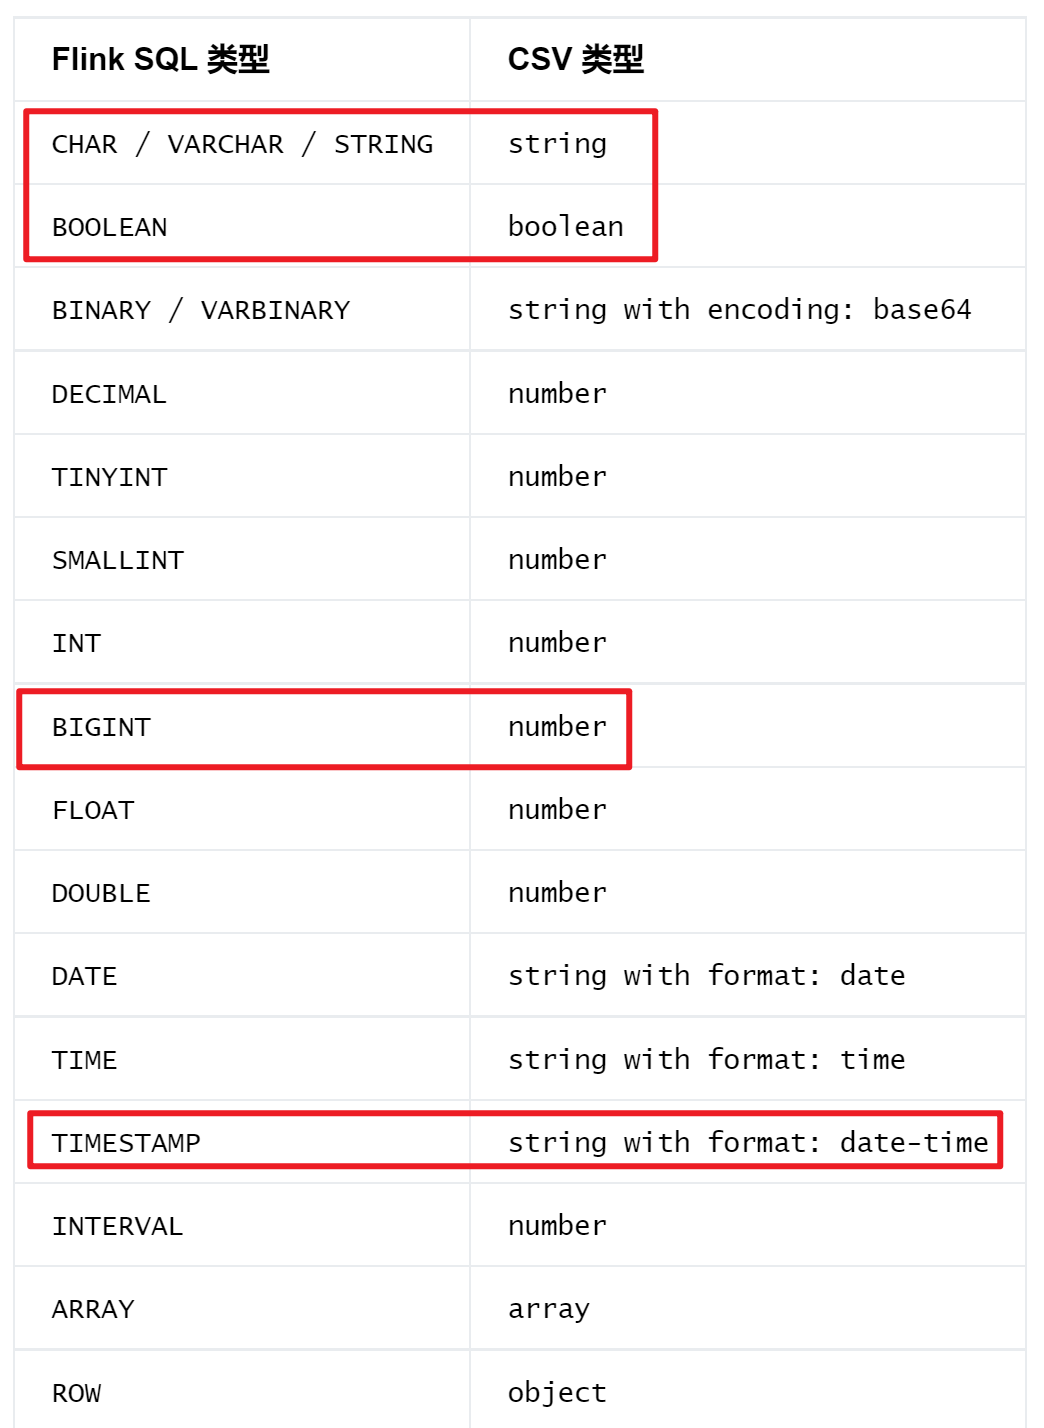 Flink SQL 类型 CSV 类型
CHAR / VARCHAR / STRING string
BOOLEAN boolean
BINARY / VARBINARY string with encoding: base64
DECIMAL number
TINYINT number
SMALLINT number
INT number
BIGINT number
FLOAT number
DOUBLE number
DATE string with format: date
TIME string with format: time
TIMESTAMP string with format: date-time
INTERVAL number
ARRAY array
ROW object